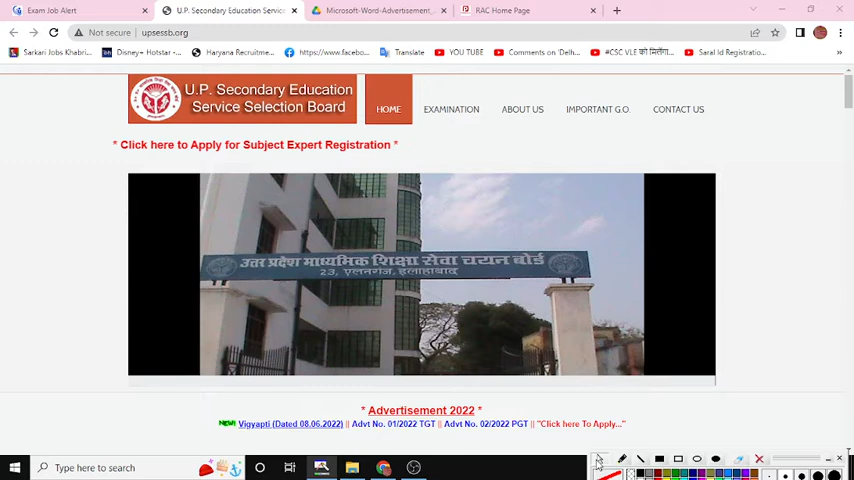 Exam Job Alert
U.P. Secondary Education Service
Microsoft-Word-Advertisement_
RAC Home Page
Not secure
upsessb.org
Sarkari Jobs Khabri...
Disney+ Hotstar -...
Haryana Recruitme...
https://www.facebo...
Translate
YOU TUBE
Comments on 'Delh...
#CSC VLE को मिलेंगा...
Saral Id Registratio...
U.P. Secondary Education
Service Selection Board
HOME
EXAMINATION
ABOUT US
IMPORTANT G.O.
CONTACT US
* Click here to Apply for Subject Expert Registration *
उत्तर प्रदेश माध्यमिक शिक्षा सेवा चयन बोर्ड
23, एलनगंज, इलाहाबाद
* Advertisement 2022 *
NEW! Vigyapti (Dated 08.06.2022) || Advt No. 01/2022 TGT || Advt No. 02/2022 PGT || "Click here To Apply..."
Type here to search